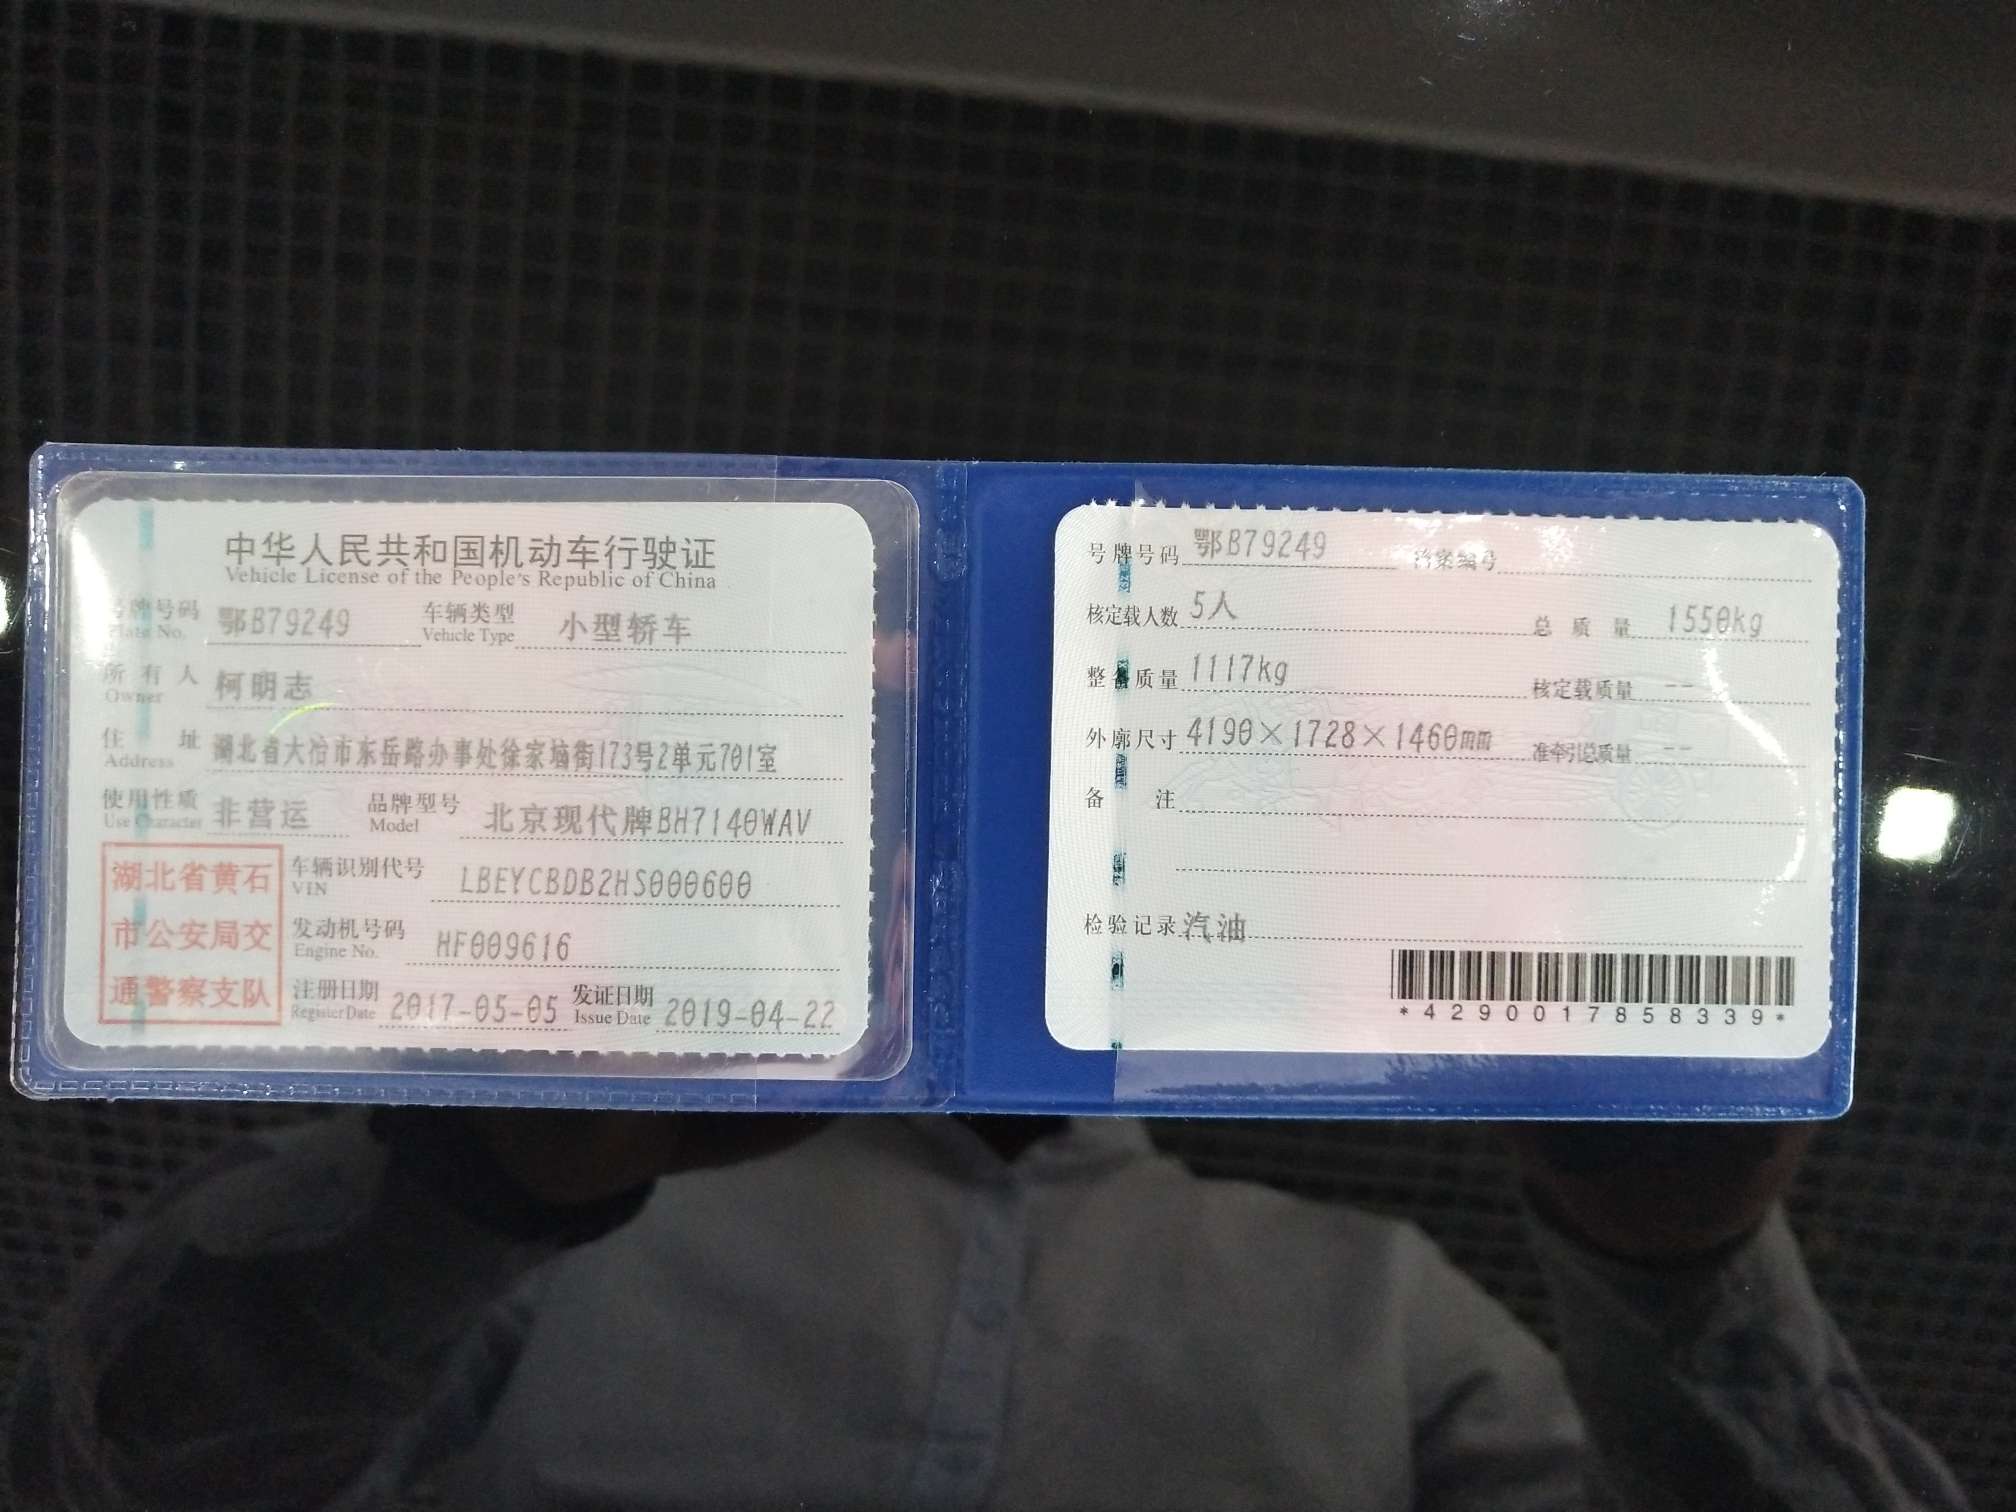 中华人民共和国机动车行驶证
Vehicle License of the People's Republic of China
号牌号码 鄂B79249 车辆类型 小型轿车
Plate No. Vehicle Type
所有人 柯明志
Owner
住址 湖北省大冶市东岳路办事处徐家垴街173号2单元701室
Address
使用性质 非营运 品牌型号 北京现代牌BH7140WAV
Use Character Model
湖北省黄石
市公安局交
通警察支队
车辆识别代号 LBEYCBDB2HS000600
VIN
发动机号码 HF009616
Engine No.
注册日期 2017-05-05 发证日期 2019-04-22
Register Date Issue Date
号牌号码 鄂B79249 档案编号
核定载人数 5人 总质量 1550kg
整备质量 1117kg 核定载质量 --
外廓尺寸 4190×1728×1460mm 准牵引总质量 --
备注
检验记录 汽油
*4290017858339*